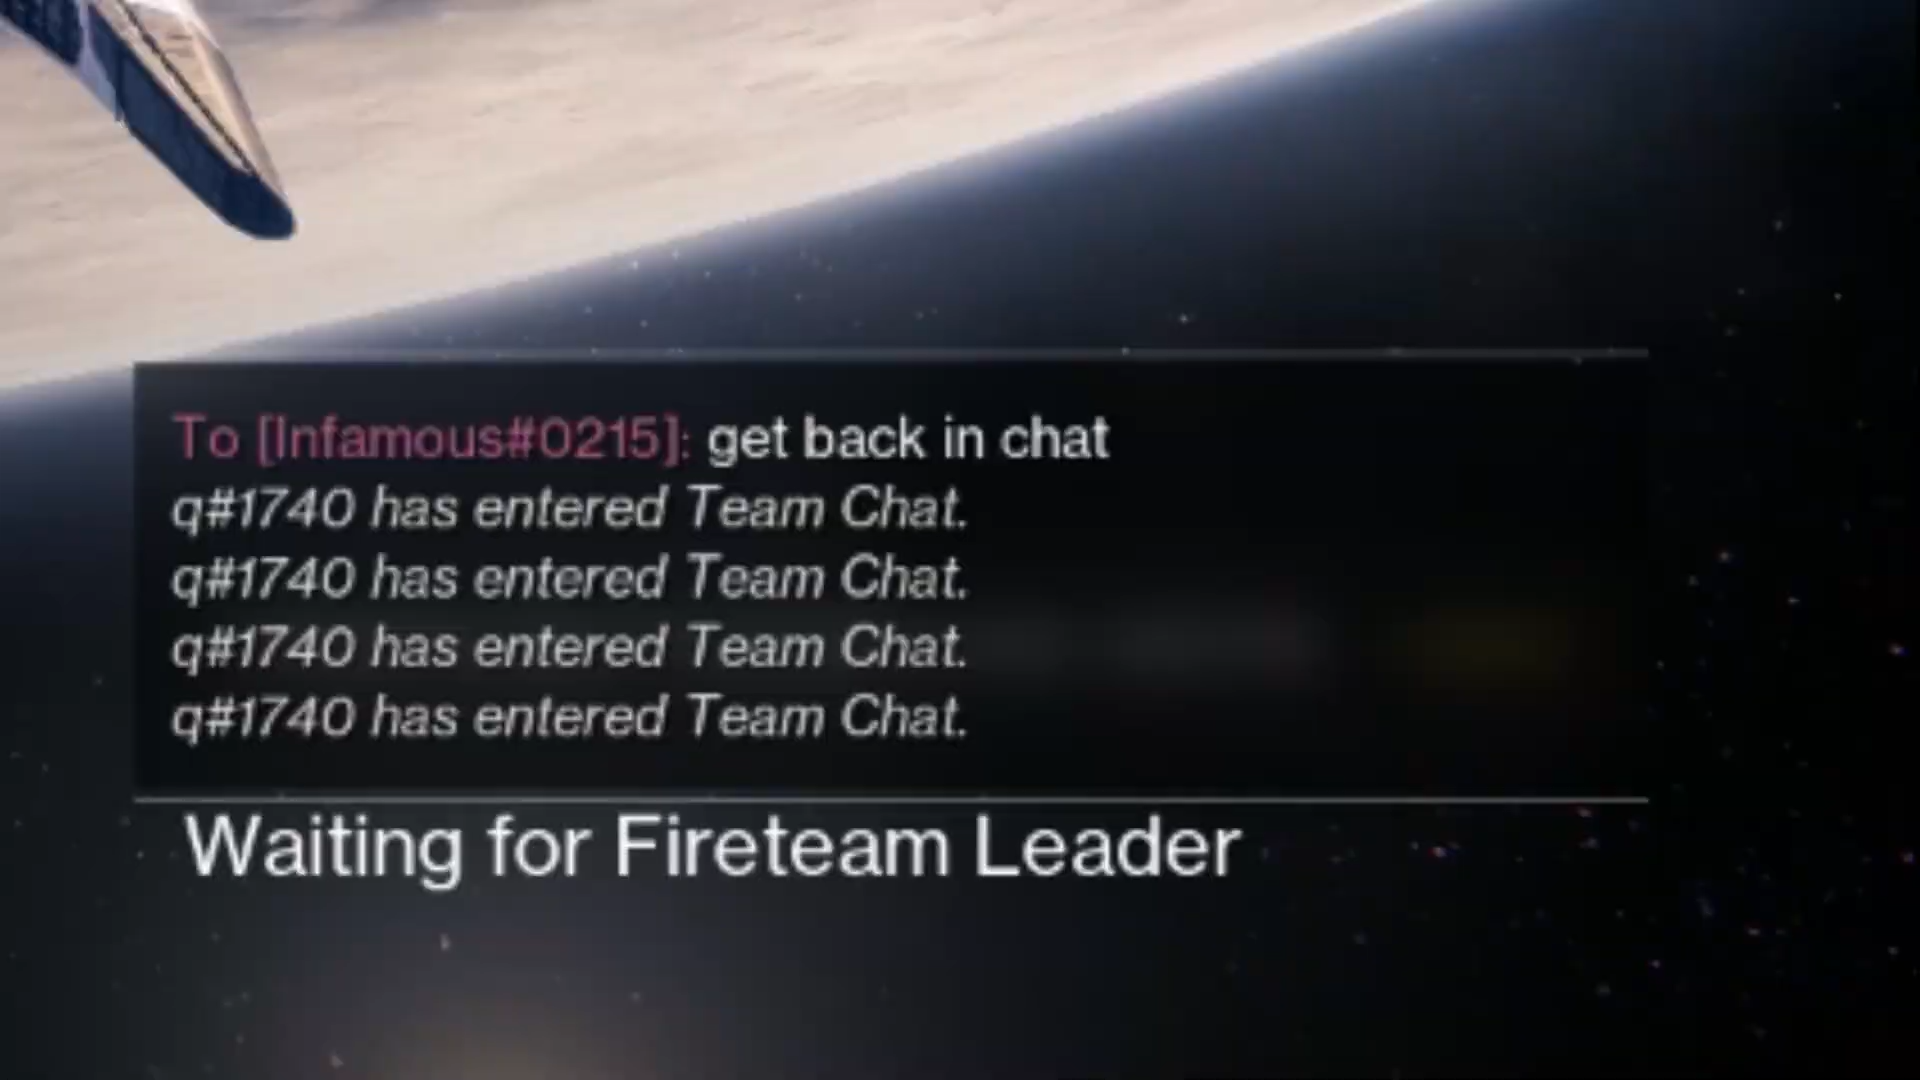 To [Infamous#0215]: get back in chat
q#1740 has entered Team Chat.
q#1740 has entered Team Chat.
q#1740 has entered Team Chat.
q#1740 has entered Team Chat.
Waiting for Fireteam Leader